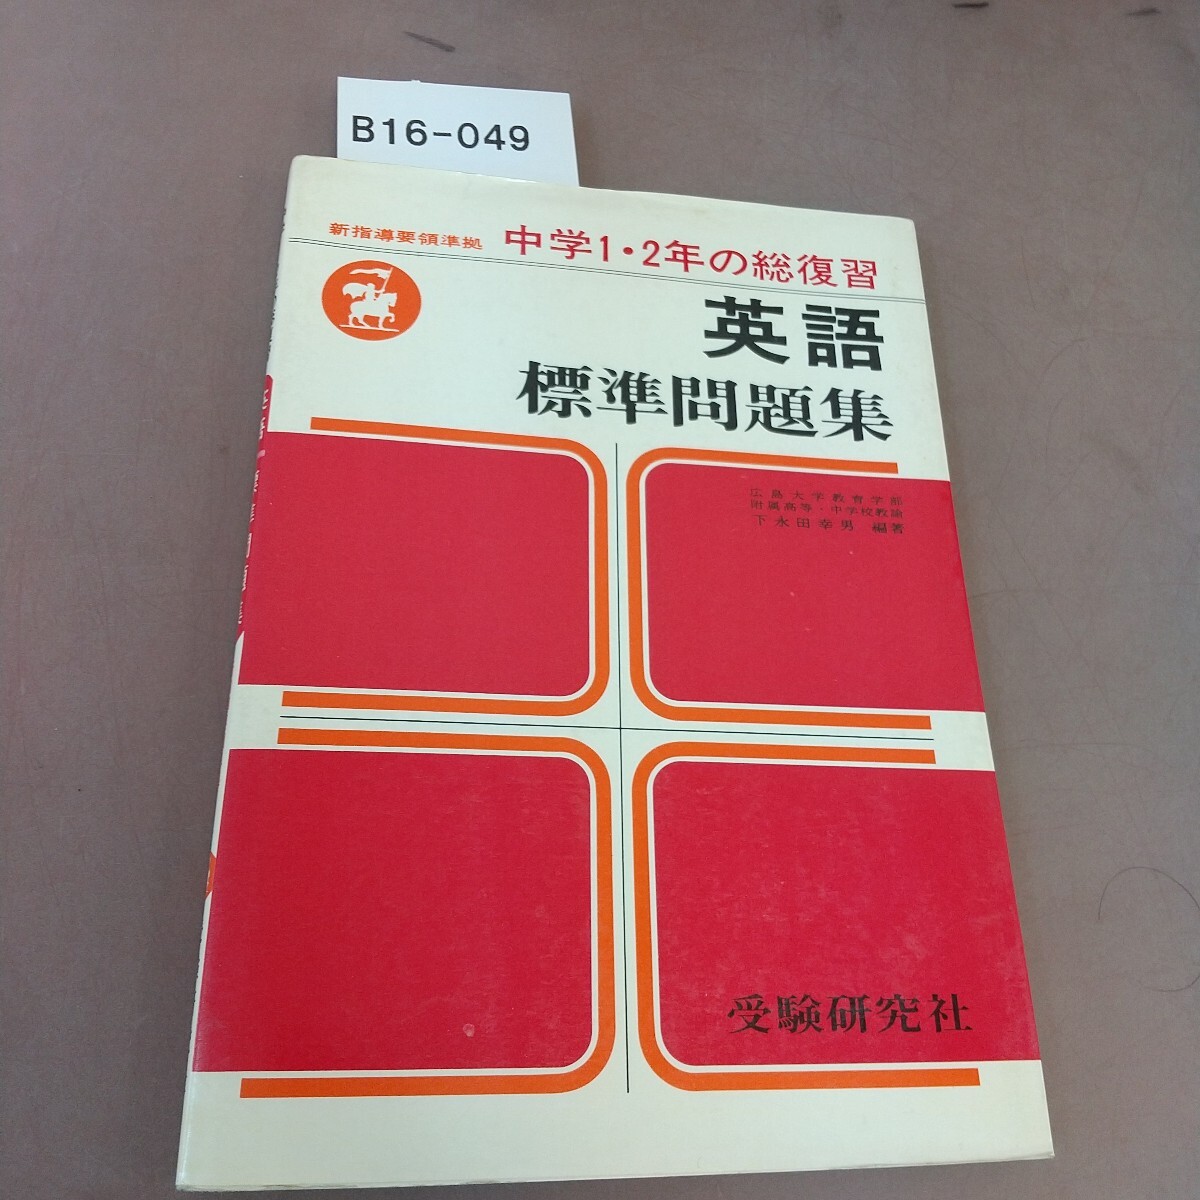 B16-049
新指導要領準拠 中学1・2年の総復習
英語
標準問題集
広島大学教育学部
附属高等・中学校教諭
下永田幸男 編著
受験研究社